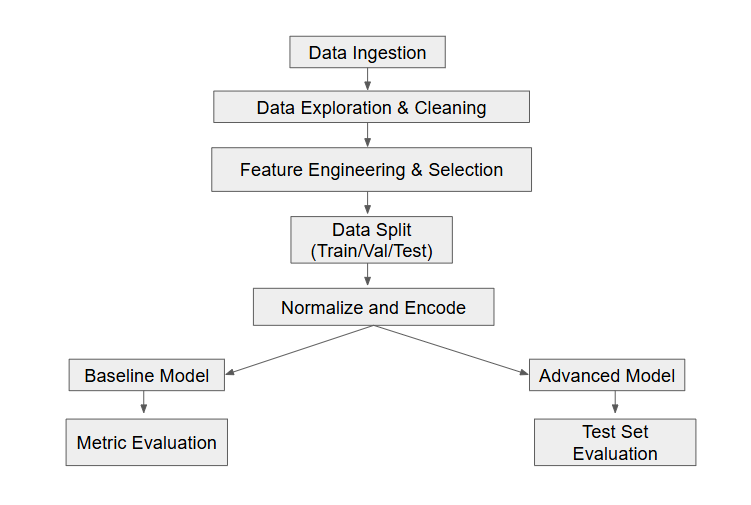 Data Ingestion
Data Exploration & Cleaning
Feature Engineering & Selection
Data Split
(Train/Val/Test)
Normalize and Encode
Baseline Model
Advanced Model
Metric Evaluation
Test Set
Evaluation